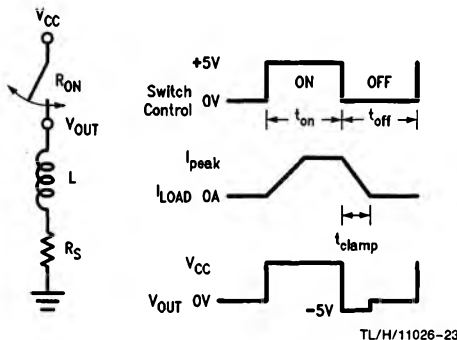 VCC
RON
VOUT
L
RS
+5V
Switch
Control
0V
ON
OFF
ton
toff
Ipeak
ILOAD 0A
tclamp
VCC
VOUT 0V
-5V
TL/H/11026-23